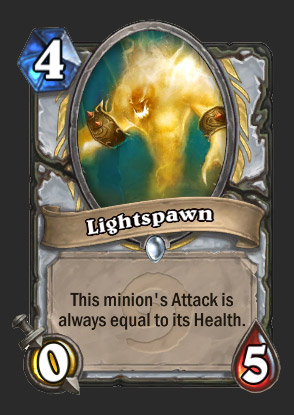 4
Lightspawn
This minion's Attack is
always equal to its Health.
0
5